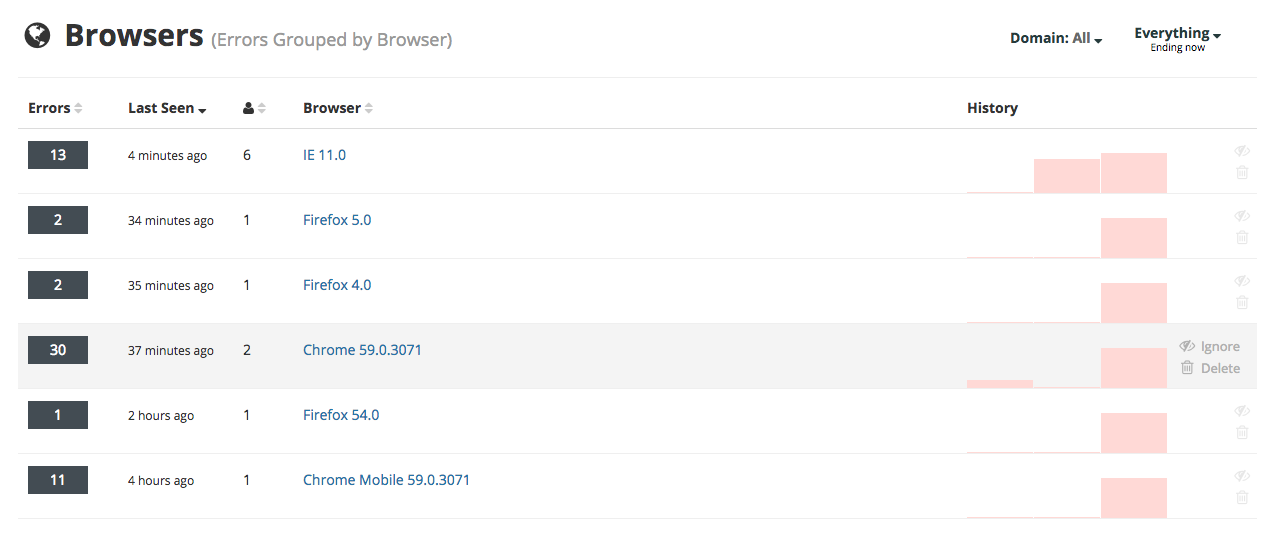 Browsers (Errors Grouped by Browser)
Domain: All
Everything
Ending now
Errors Last Seen Browser History
13 4 minutes ago 6 IE 11.0
2 34 minutes ago 1 Firefox 5.0
2 35 minutes ago 1 Firefox 4.0
30 37 minutes ago 2 Chrome 59.0.3071 Ignore
Delete
1 2 hours ago 1 Firefox 54.0
11 4 hours ago 1 Chrome Mobile 59.0.3071